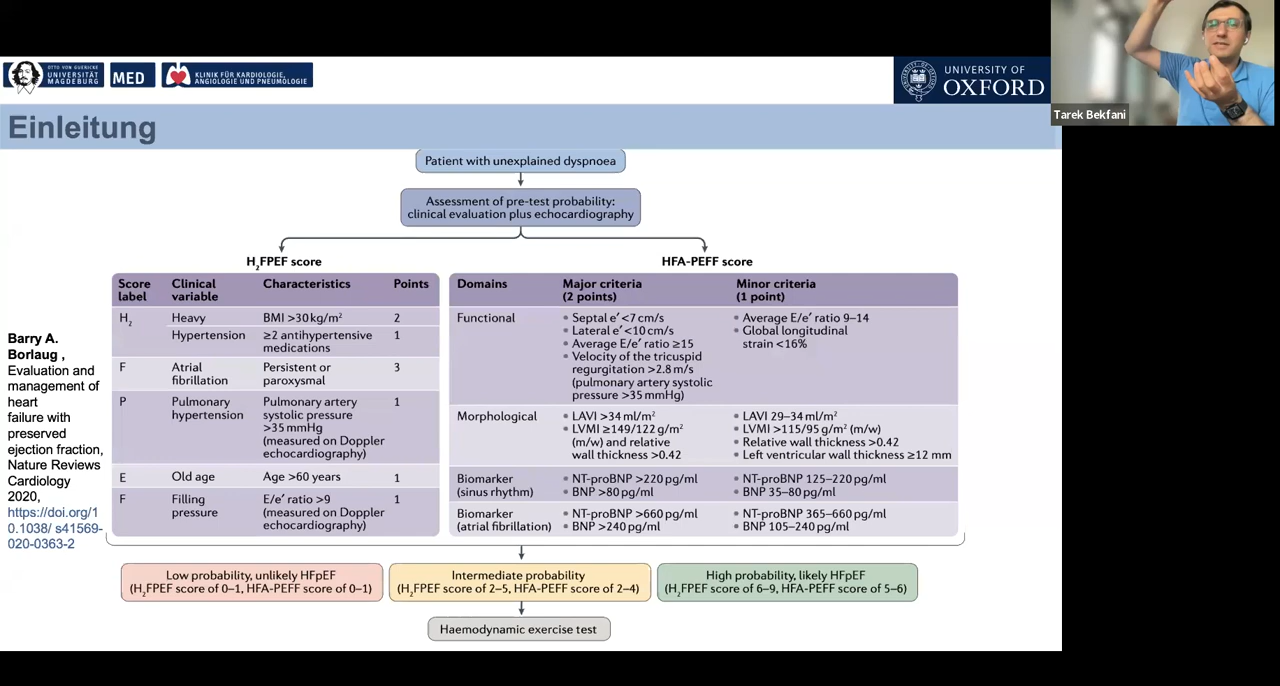 OTTO VON GUERICKE
UNIVERSITÄT
MAGDEBURG
MED
KLINIK FÜR KARDIOLOGIE,
ANGIOLOGIE UND PNEUMOLOGIE
UNIVERSITY OF
OXFORD
Tarek Bekfani
Einleitung
Patient with unexplained dyspnoea
Assessment of pre-test probability:
clinical evaluation plus echocardiography
H₂FPEF score
Score label
Clinical variable
Characteristics
Points
H₂
Heavy
BMI >30 kg/m²
2
Hypertension
≥2 antihypertensive
medications
1
F
Atrial
fibrillation
Persistent or
paroxysmal
3
P
Pulmonary
hypertension
Pulmonary artery
systolic pressure
>35 mmHg
(measured on Doppler
echocardiography)
1
E
Old age
Age >60 years
1
F
Filling
pressure
E/e′ ratio >9
(measured on Doppler
echocardiography)
1
HFA-PEFF score
Domains
Major criteria
(2 points)
Minor criteria
(1 point)
Functional
• Septal e′ <7 cm/s
• Lateral e′ <10 cm/s
• Average E/e′ ratio ≥15
• Velocity of the tricuspid
regurgitation >2.8 m/s
(pulmonary artery systolic
pressure >35 mmHg)
• Average E/e′ ratio 9–14
• Global longitudinal
strain <16%
Morphological
• LAVI >34 ml/m²
• LVMI ≥149/122 g/m²
(m/w) and relative
wall thickness >0.42
• LAVI 29–34 ml/m²
• LVMI >115/95 g/m² (m/w)
• Relative wall thickness >0.42
• Left ventricular wall thickness ≥12 mm
Biomarker
(sinus rhythm)
• NT-proBNP >220 pg/ml
• BNP >80 pg/ml
• NT-proBNP 125–220 pg/ml
• BNP 35–80 pg/ml
Biomarker
(atrial fibrillation)
• NT-proBNP >660 pg/ml
• BNP >240 pg/ml
• NT-proBNP 365–660 pg/ml
• BNP 105–240 pg/ml
Barry A.
Borlaug ,
Evaluation and
management of
heart
failure with
preserved
ejection fraction,
Nature Reviews
Cardiology
2020,
https://doi.org/1
0.1038/ s41569-
020-0363-2
Low probability, unlikely HFpEF
(H₂FPEF score of 0–1, HFA-PEFF score of 0–1)
Intermediate probability
(H₂FPEF score of 2–5, HFA-PEFF score of 2–4)
High probability, likely HFpEF
(H₂FPEF score of 6–9, HFA-PEFF score of 5–6)
Haemodynamic exercise test